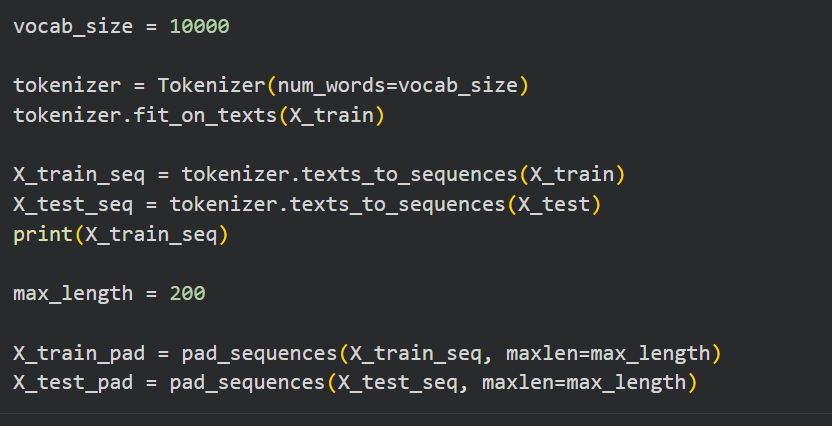 vocab_size = 10000
tokenizer = Tokenizer(num_words=vocab_size)
tokenizer.fit_on_texts(X_train)
X_train_seq = tokenizer.texts_to_sequences(X_train)
X_test_seq = tokenizer.texts_to_sequences(X_test)
print(X_train_seq)
max_length = 200
X_train_pad = pad_sequences(X_train_seq, maxlen=max_length)
X_test_pad = pad_sequences(X_test_seq, maxlen=max_length)